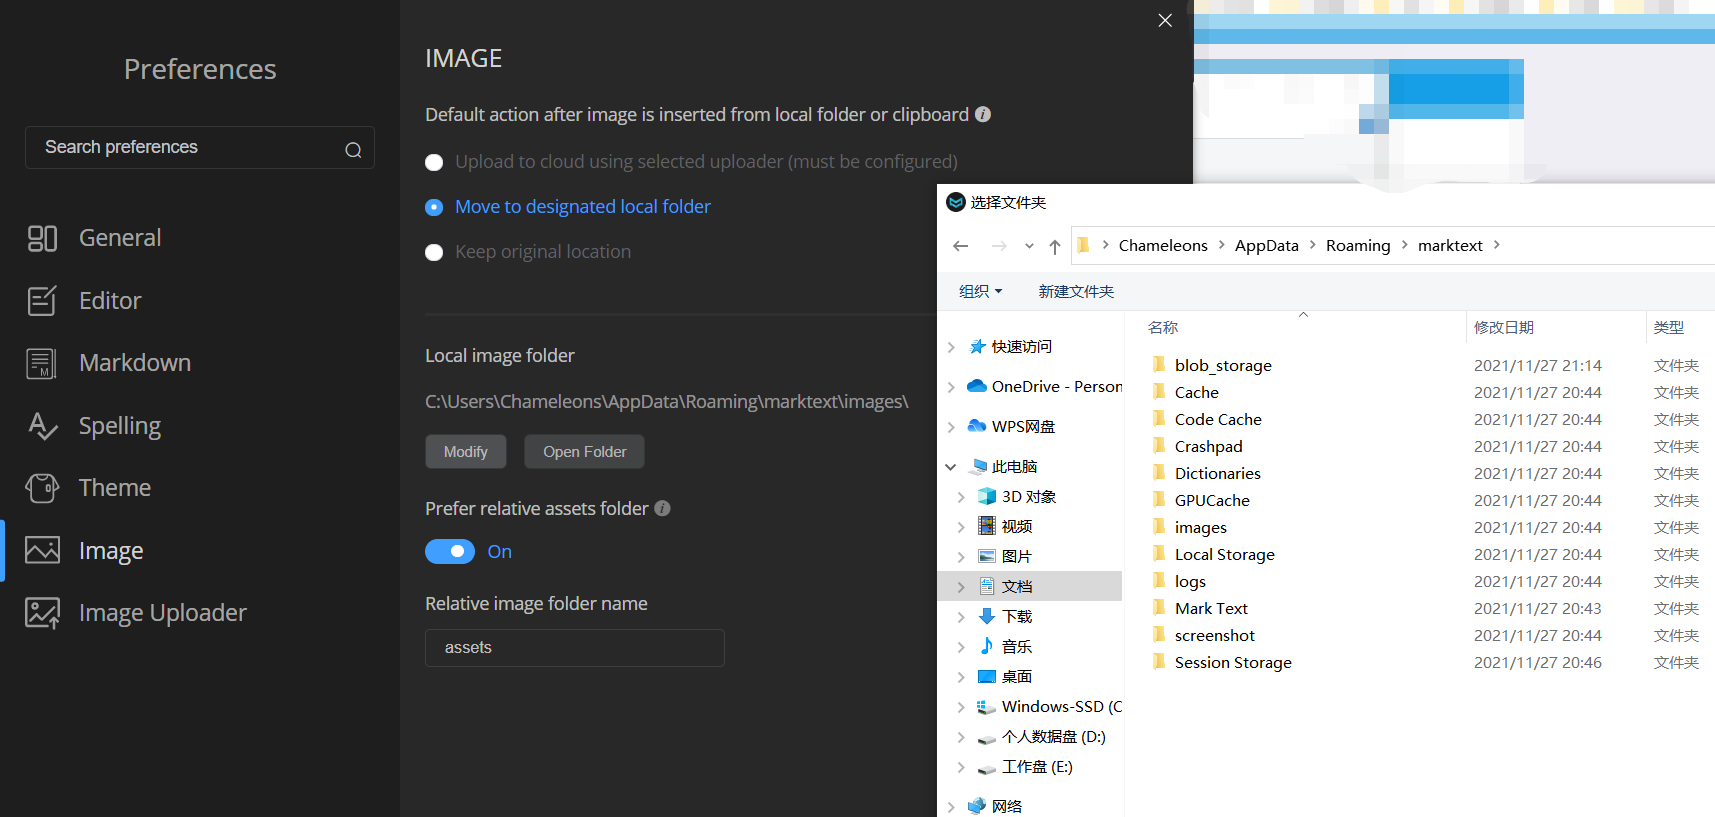 Preferences
Search preferences
General
Editor
Markdown
Spelling
Theme
Image
Image Uploader
IMAGE
Default action after image is inserted from local folder or clipboard
Upload to cloud using selected uploader (must be configured)
Move to designated local folder
Keep original location
Local image folder
C:\Users\Chameleons\AppData\Roaming\marktext\images\
Modify Open Folder
Prefer relative assets folder
On
Relative image folder name
assets
选择文件夹
Chameleons AppData Roaming marktext
组织 新建文件夹
快速访问
OneDrive - Person
WPS网盘
此电脑
3D 对象
视频
图片
文档
下载
音乐
桌面
Windows-SSD (C
个人数据盘 (D:)
工作盘 (E:)
网络
名称 修改日期 类型
blob_storage 2021/11/27 21:14 文件夹
Cache 2021/11/27 20:44 文件夹
Code Cache 2021/11/27 20:44 文件夹
Crashpad 2021/11/27 20:44 文件夹
Dictionaries 2021/11/27 20:44 文件夹
GPUCache 2021/11/27 20:44 文件夹
images 2021/11/27 20:44 文件夹
Local Storage 2021/11/27 20:44 文件夹
logs 2021/11/27 20:44 文件夹
Mark Text 2021/11/27 20:43 文件夹
screenshot 2021/11/27 20:44 文件夹
Session Storage 2021/11/27 20:46 文件夹